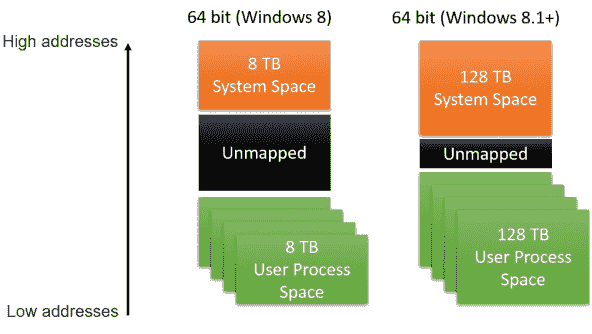 64 bit (Windows 8)
64 bit (Windows 8.1+)
High addresses
8 TB
System Space
128 TB
System Space
Unmapped
Unmapped
8 TB
User Process
Space
128 TB
User Process
Space
Low addresses